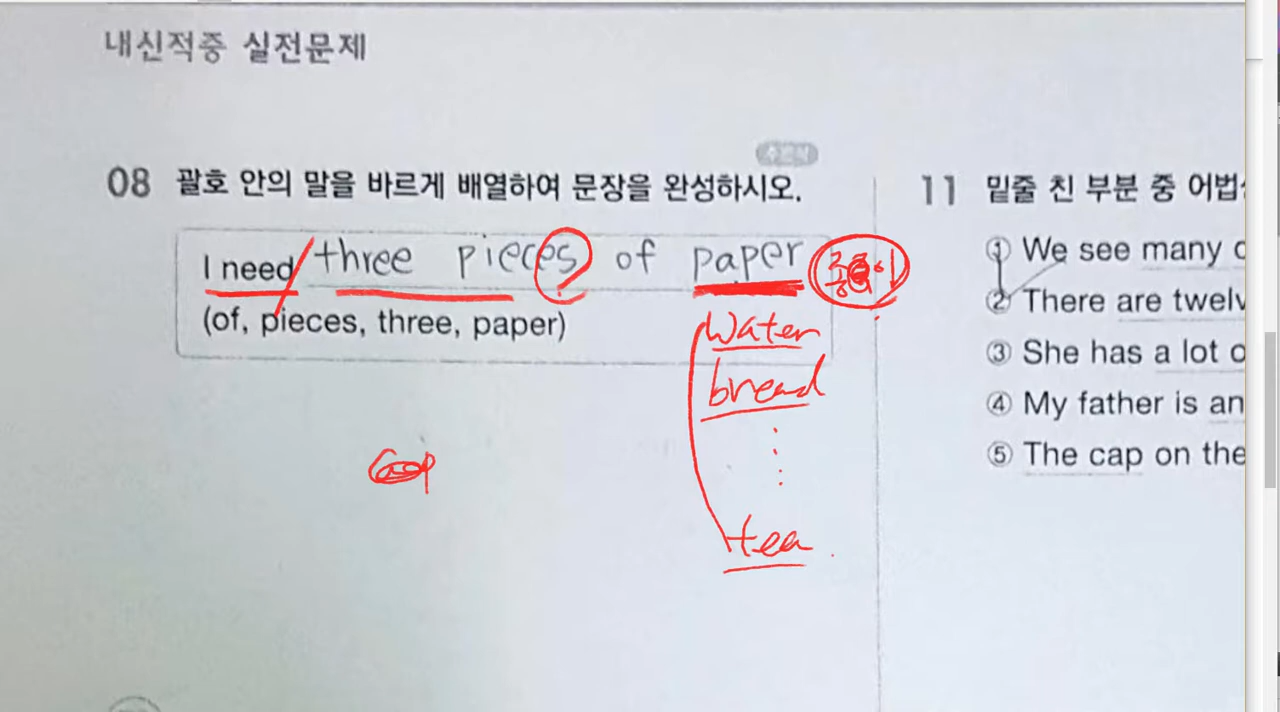 내신적중 실전문제
08 괄호 안의 말을 바르게 배열하여 문장을 완성하시오.
I need three pieces of paper
(of, pieces, three, paper)
water
bread
tea
11 밑줄 친 부분 중 어법
① We see many
② There are twelv
③ She has a lot o
④ My father is an
⑤ The cap on the